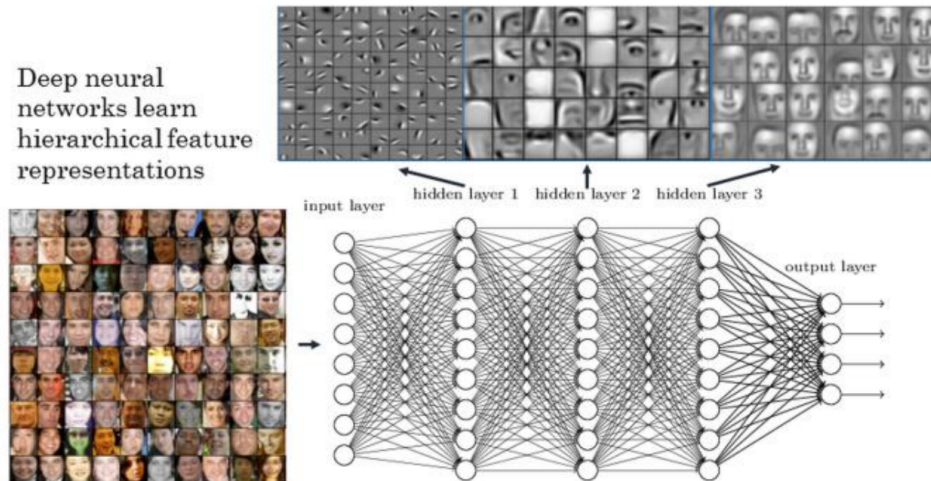 Deep neural
networks learn
hierarchical feature
representations
hidden layer 1 hidden layer 2 hidden layer 3
input layer
output layer